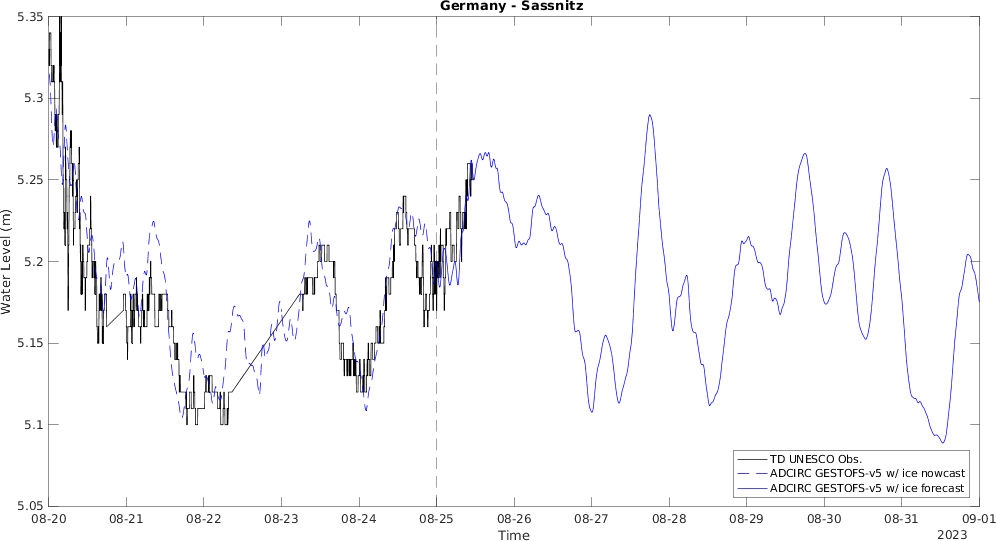 Germany - Sassnitz
Water Level (m)
5.35
5.3
5.25
5.2
5.15
5.1
5.05
TD UNESCO Obs.
ADCIRC GESTOFS-v5 w/ ice nowcast
ADCIRC GESTOFS-v5 w/ ice forecast
08-20 08-21 08-22 08-23 08-24 08-25 08-26 08-27 08-28 08-29 08-30 08-31 09-01
Time
2023